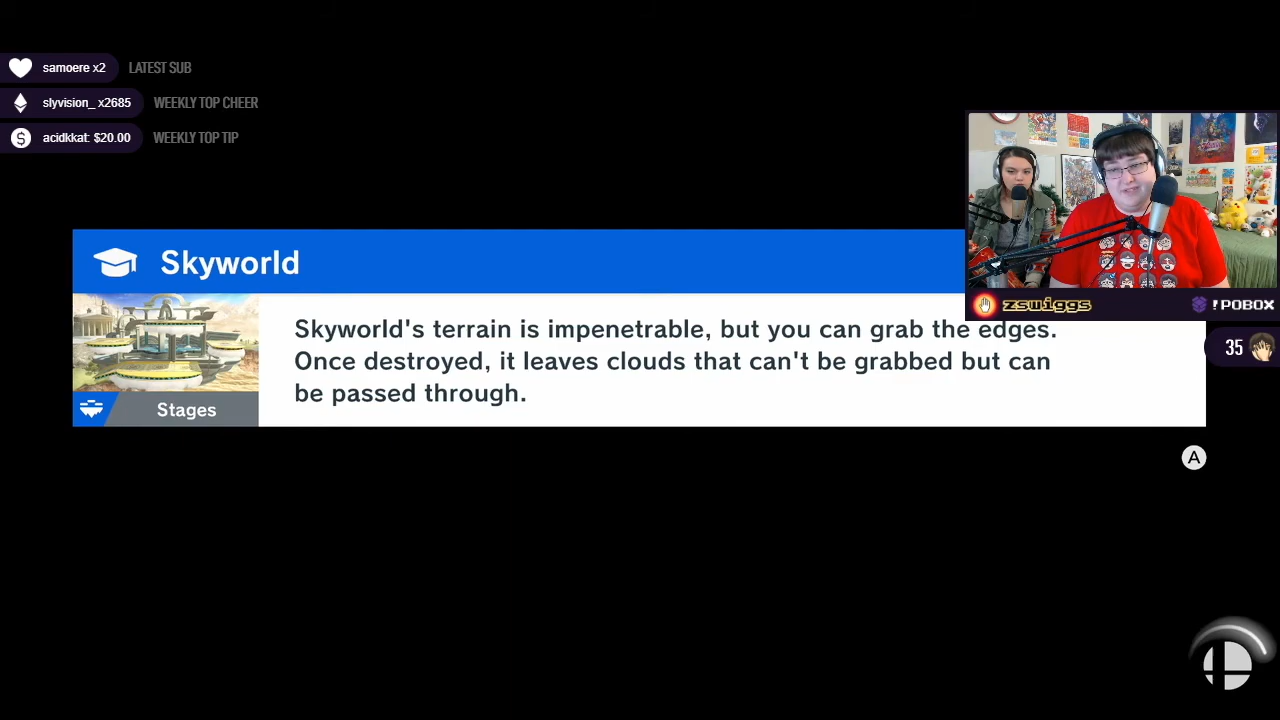 samoere x2 LATEST SUB
slyvision_ x2685 WEEKLY TOP CHEER
acidkkat: $20.00 WEEKLY TOP TIP
Skyworld
zswiggs !POBOX
Skyworld's terrain is impenetrable, but you can grab the edges.
Once destroyed, it leaves clouds that can't be grabbed but can
be passed through.
35
Stages
A